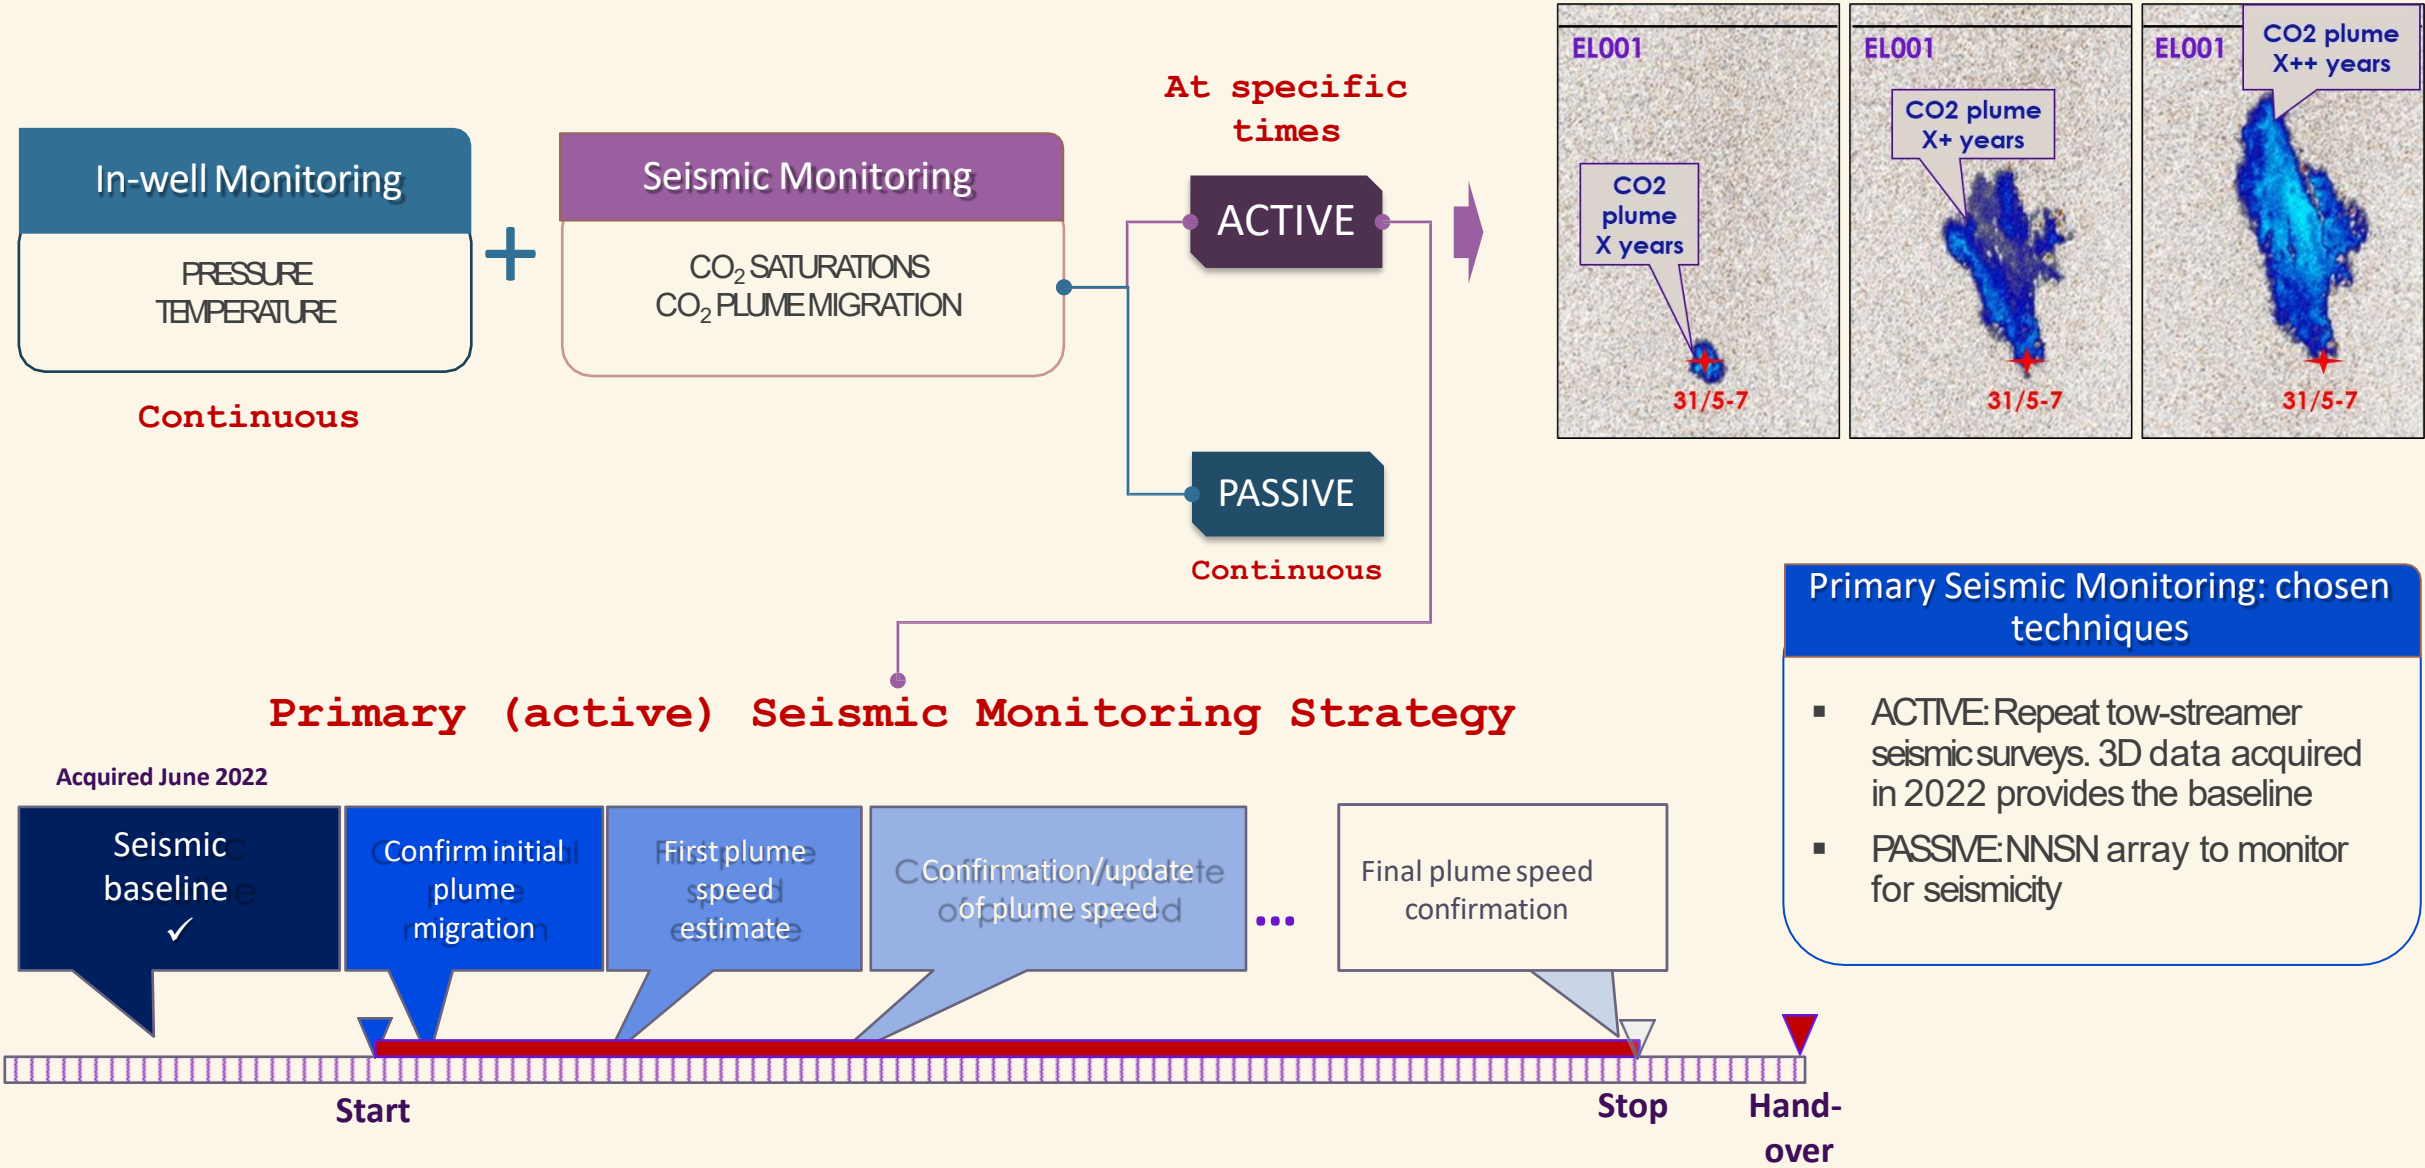 In-well Monitoring
PRESSURE
TEMPERATURE
Continuous
+
Seismic Monitoring
CO₂ SATURATIONS
CO₂ PLUME MIGRATION
At specific
times
ACTIVE
PASSIVE
Continuous
EL001
CO2
plume
X years
31/5-7
EL001
CO2 plume
X+ years
31/5-7
EL001
CO2 plume
X++ years
31/5-7
Primary Seismic Monitoring: chosen
techniques
▪ ACTIVE: Repeat tow-streamer
seismic surveys. 3D data acquired
in 2022 provides the baseline
▪ PASSIVE: NNSN array to monitor
for seismicity
Primary (active) Seismic Monitoring Strategy
Acquired June 2022
Seismic
baseline
✓
Confirm initial
plume
migration
First plume
speed
estimate
Confirmation/update
of plume speed
...
Final plume speed
confirmation
Start
Stop
Hand-
over